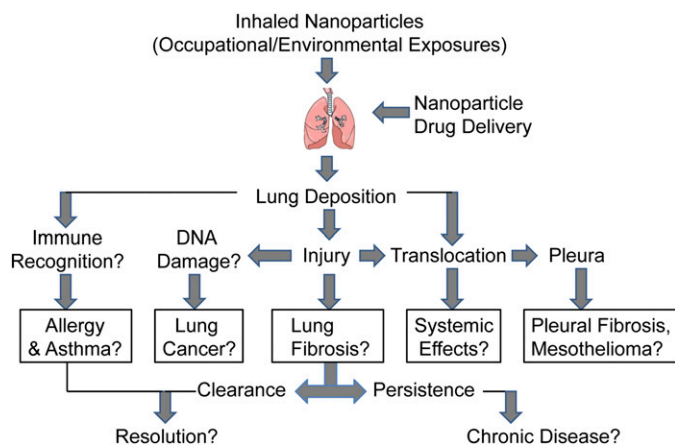 Inhaled Nanoparticles
(Occupational/Environmental Exposures)
Nanoparticle
Drug Delivery
Lung Deposition
Immune
Recognition?
DNA
Damage?
Injury
Translocation
Pleura
Allergy
& Asthma?
Lung
Cancer?
Lung
Fibrosis?
Systemic
Effects?
Pleural Fibrosis,
Mesothelioma?
Clearance
Persistence
Resolution?
Chronic Disease?